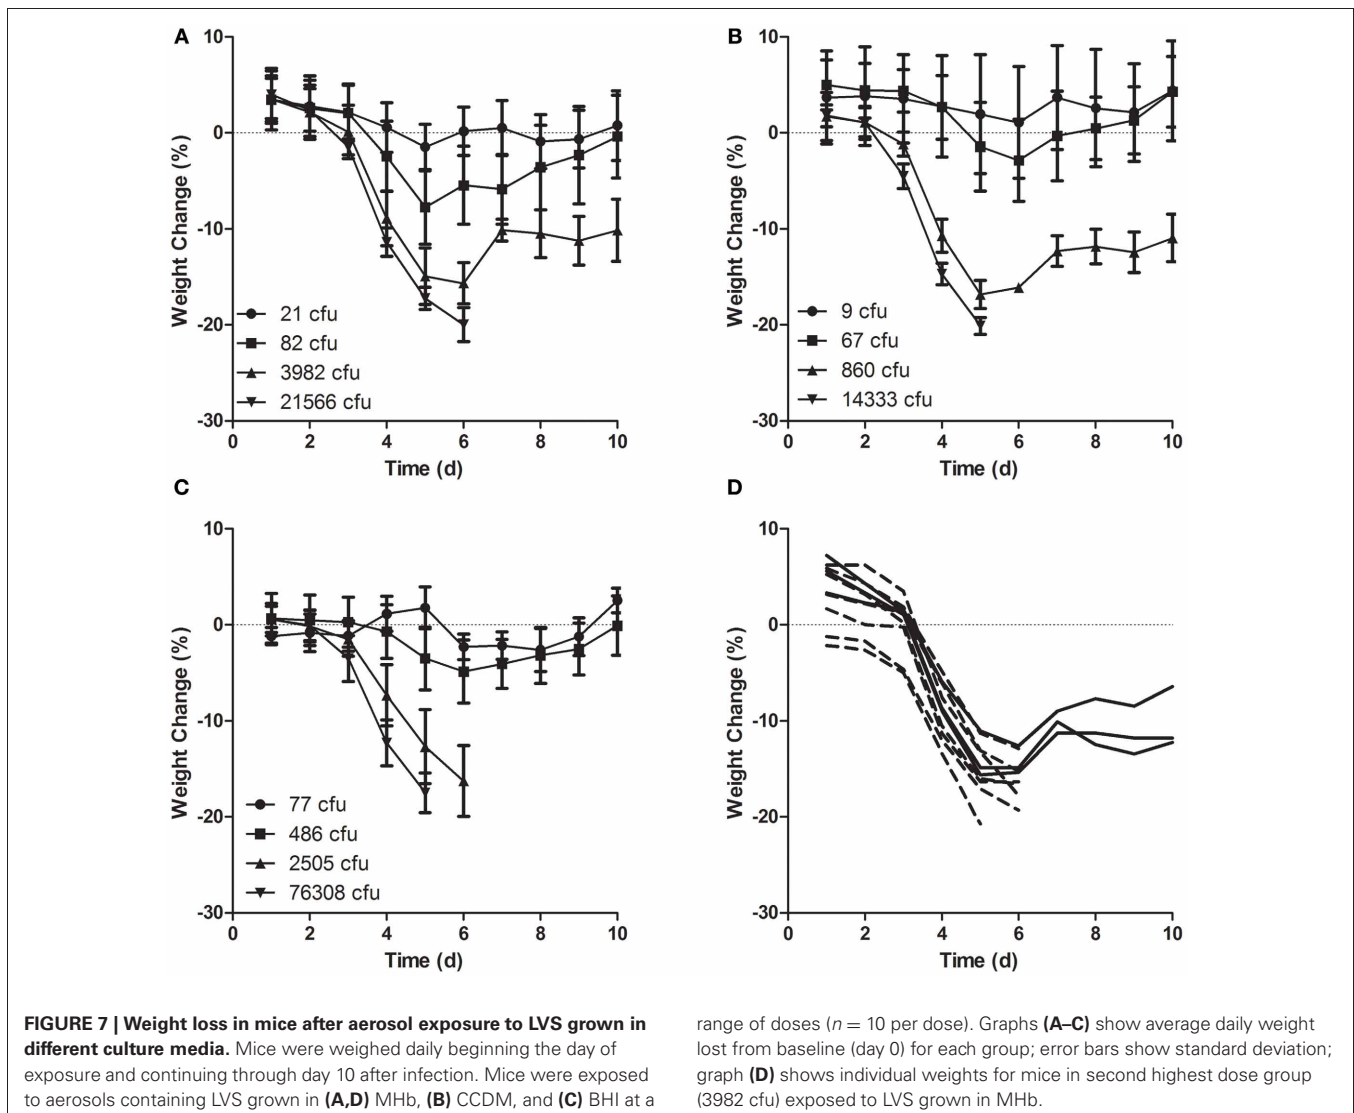 A
10
0
-10
-20
-30
Weight Change (%)
21 cfu
82 cfu
3982 cfu
21566 cfu
0 2 4 6 8 10
Time (d)
B
10
0
-10
-20
-30
Weight Change (%)
9 cfu
67 cfu
860 cfu
14333 cfu
0 2 4 6 8 10
Time (d)
C
10
0
-10
-20
-30
Weight Change (%)
77 cfu
486 cfu
2505 cfu
76308 cfu
0 2 4 6 8 10
Time (d)
D
10
0
-10
-20
-30
Weight Change (%)
0 2 4 6 8 10
Time (d)
FIGURE 7 | Weight loss in mice after aerosol exposure to LVS grown in
different culture media. Mice were weighed daily beginning the day of
exposure and continuing through day 10 after infection. Mice were exposed
to aerosols containing LVS grown in (A,D) MHb, (B) CCDM, and (C) BHI at a
range of doses (n = 10 per dose). Graphs (A–C) show average daily weight
lost from baseline (day 0) for each group; error bars show standard deviation;
graph (D) shows individual weights for mice in second highest dose group
(3982 cfu) exposed to LVS grown in MHb.